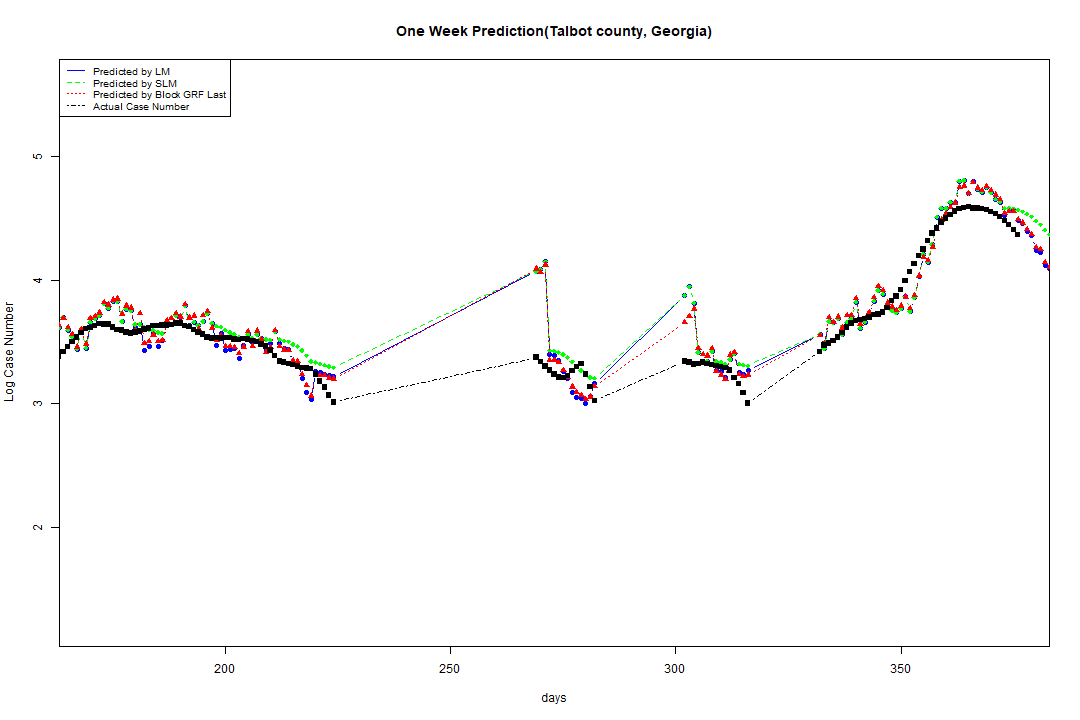 One Week Prediction(Talbot county, Georgia)
Predicted by LM
Predicted by SLM
Predicted by Block GRF Last
Actual Case Number
5
4
3
2
Log Case Number
200 250 300 350
days